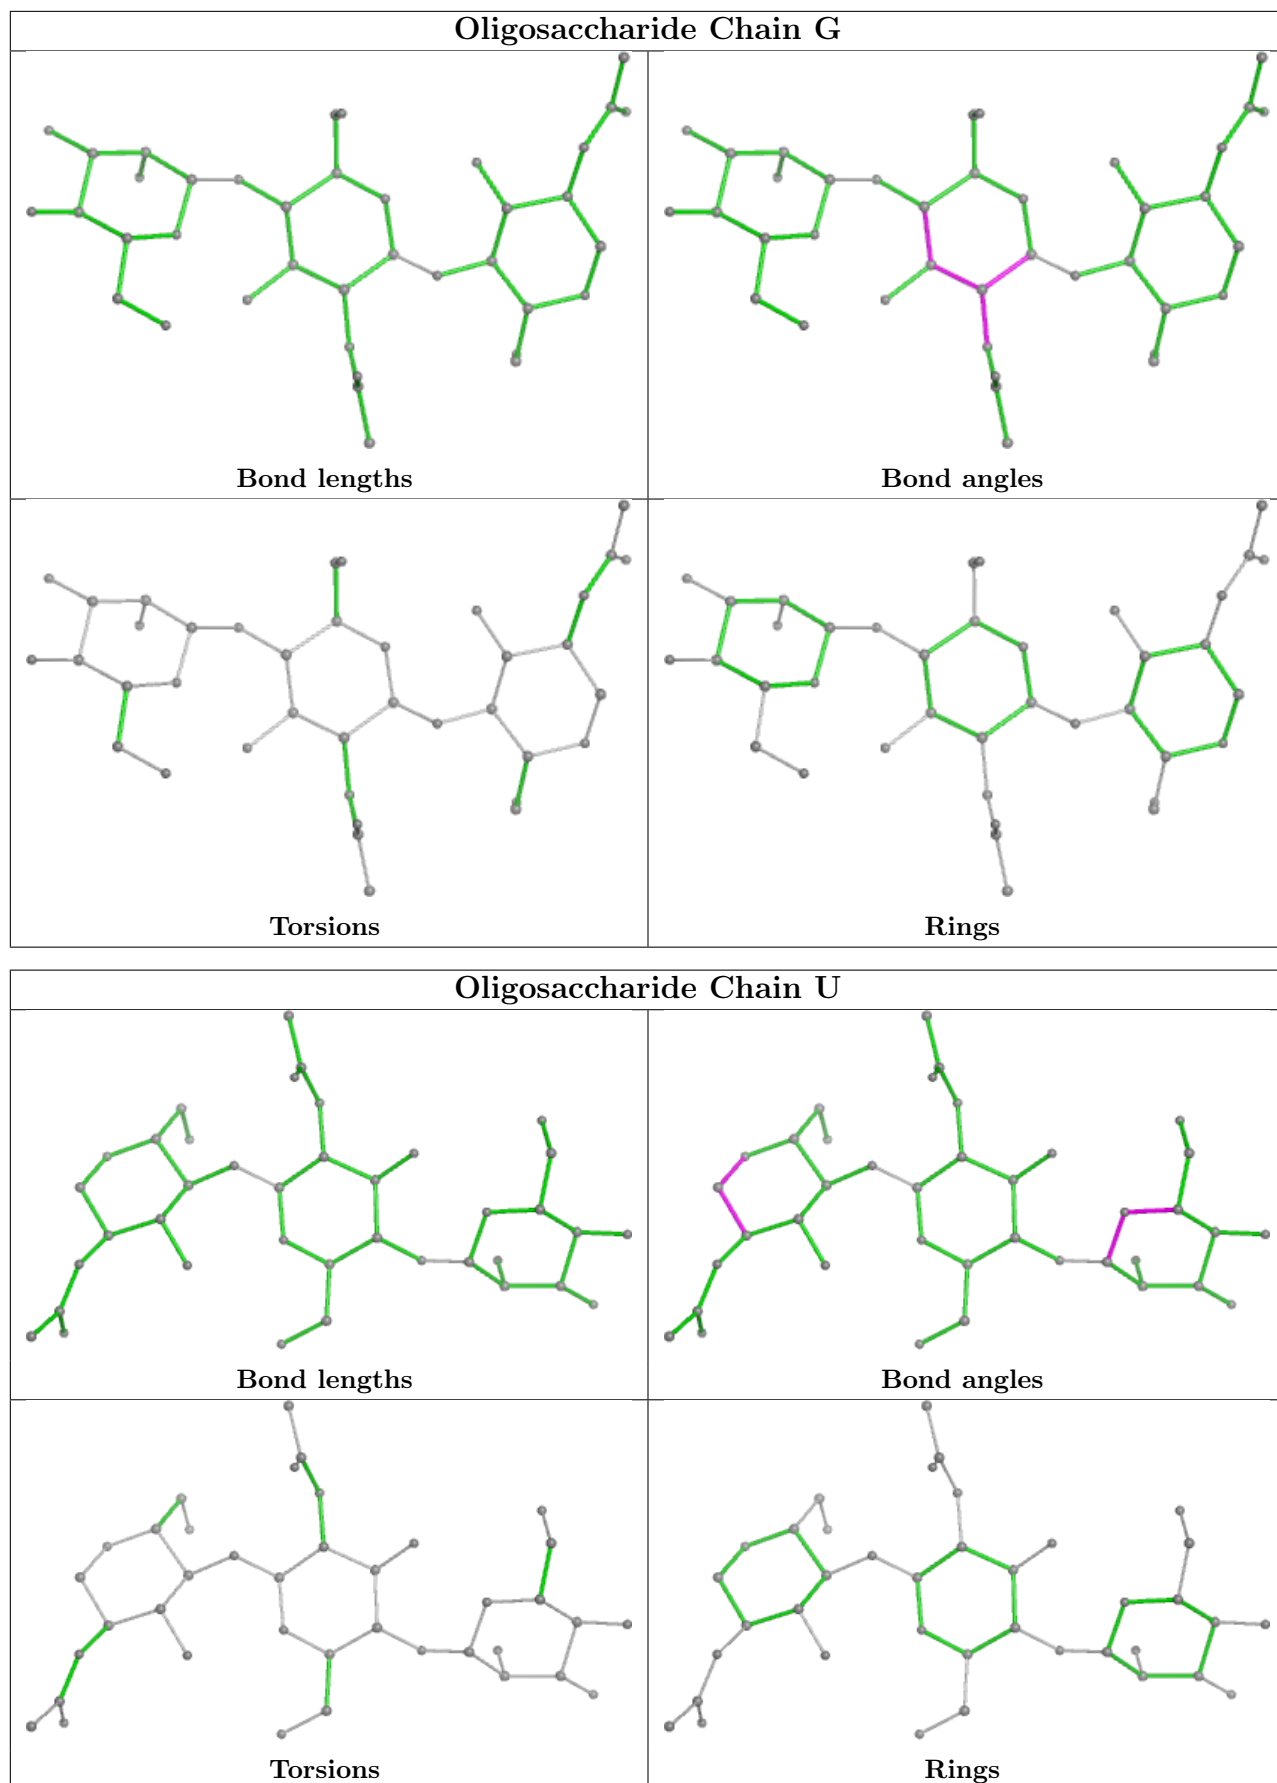 Oligosaccharide Chain G
Bond lengths
Bond angles
Torsions
Rings
Oligosaccharide Chain U
Bond lengths
Bond angles
Torsions
Rings